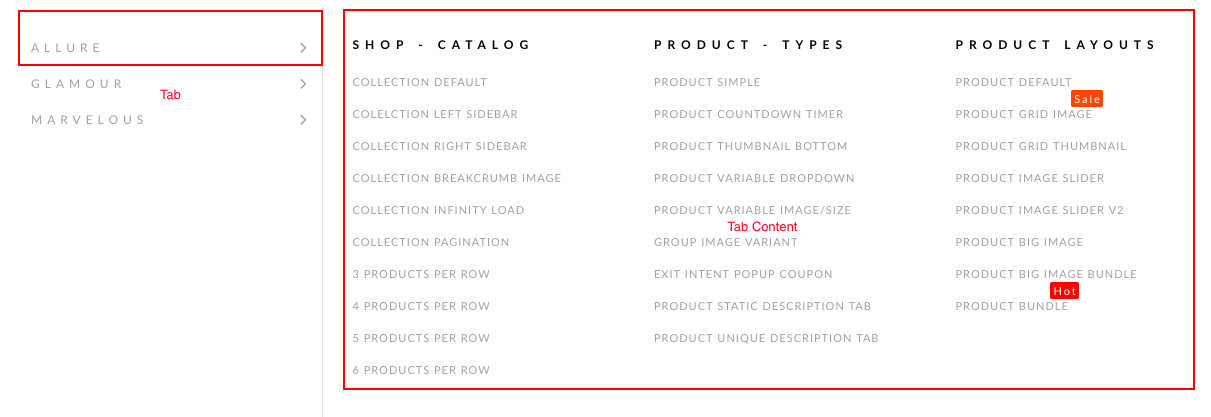 ALLURE
GLAMOUR
Tab
MARVELOUS
SHOP - CATALOG
COLLECTION DEFAULT
COLELCTION LEFT SIDEBAR
COLLECTION RIGHT SIDEBAR
COLLECTION BREAKCRUMB IMAGE
COLLECTION INFINITY LOAD
COLLECTION PAGINATION
3 PRODUCTS PER ROW
4 PRODUCTS PER ROW
5 PRODUCTS PER ROW
6 PRODUCTS PER ROW
PRODUCT - TYPES
PRODUCT SIMPLE
PRODUCT COUNTDOWN TIMER
PRODUCT THUMBNAIL BOTTOM
PRODUCT VARIABLE DROPDOWN
PRODUCT VARIABLE IMAGE/SIZE
Tab Content
GROUP IMAGE VARIANT
EXIT INTENT POPUP COUPON
PRODUCT STATIC DESCRIPTION TAB
PRODUCT UNIQUE DESCRIPTION TAB
PRODUCT LAYOUTS
PRODUCT DEFAULT
Sale
PRODUCT GRID IMAGE
PRODUCT GRID THUMBNAIL
PRODUCT IMAGE SLIDER
PRODUCT IMAGE SLIDER V2
PRODUCT BIG IMAGE
PRODUCT BIG IMAGE BUNDLE
Hot
PRODUCT BUNDLE